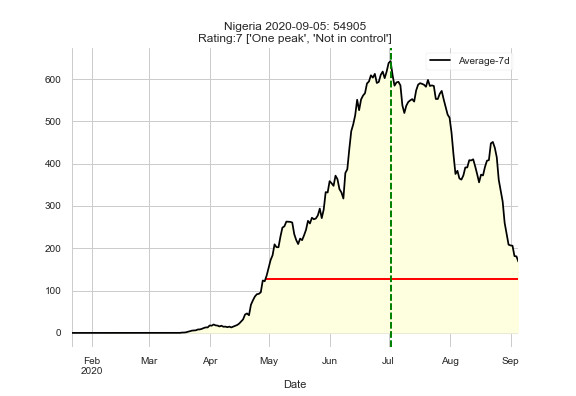 Nigeria 2020-09-05: 54905
Rating:7 ['One peak', 'Not in control']
Average-7d
600
500
400
300
200
100
0
Feb
2020
Mar
Apr
May
Jun
Jul
Aug
Sep
Date